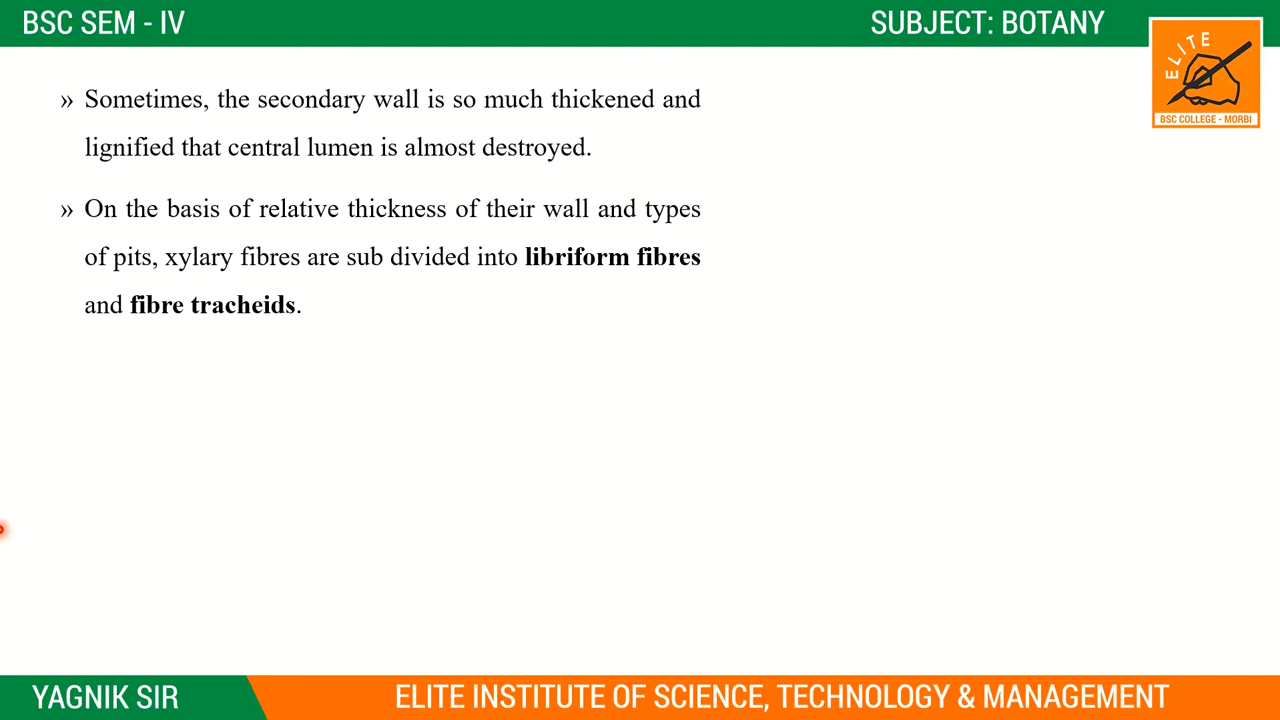 BSC SEM - IV
SUBJECT: BOTANY
ELITE
BSC COLLEGE - MORBI
» Sometimes, the secondary wall is so much thickened and
lignified that central lumen is almost destroyed.
» On the basis of relative thickness of their wall and types
of pits, xylary fibres are sub divided into libriform fibres
and fibre tracheids.
YAGNIK SIR
ELITE INSTITUTE OF SCIENCE, TECHNOLOGY & MANAGEMENT